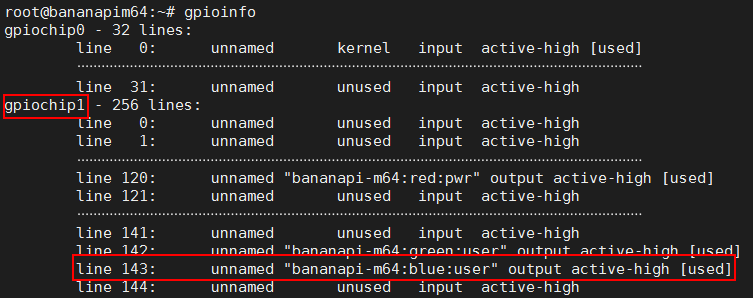 root@bananapim64:~# gpioinfo
gpiochip0 - 32 lines:
line 0: unnamed kernel input active-high [used]
line 31: unnamed unused input active-high
gpiochip1 - 256 lines:
line 0: unnamed unused input active-high
line 1: unnamed unused input active-high
line 120: unnamed "bananapi-m64:red:pwr" output active-high [used]
line 121: unnamed unused input active-high
line 141: unnamed unused input active-high
line 142: unnamed "bananapi-m64:green:user" output active-high [used]
line 143: unnamed "bananapi-m64:blue:user" output active-high [used]
line 144: unnamed unused input active-high